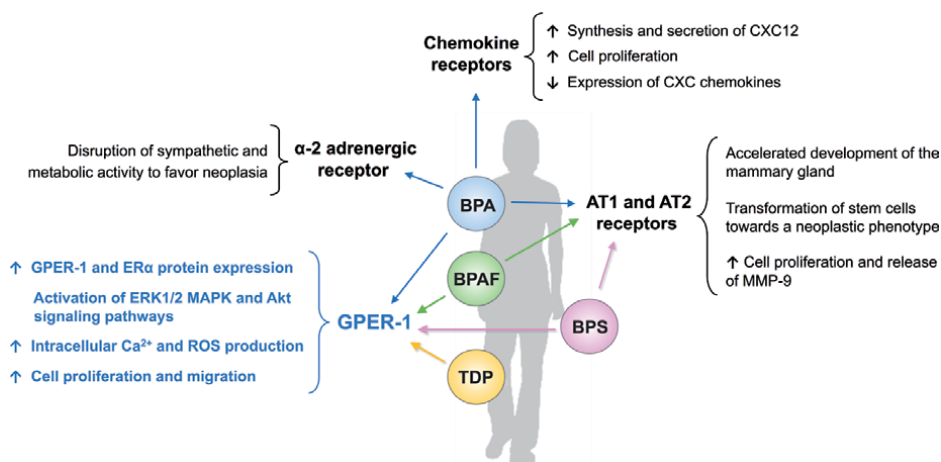 Chemokine
receptors
↑ Synthesis and secretion of CXC12
↑ Cell proliferation
↓ Expression of CXC chemokines
Disruption of sympathetic and
metabolic activity to favor neoplasia
α-2 adrenergic
receptor
BPA
AT1 and AT2
receptors
Accelerated development of the
mammary gland
Transformation of stem cells
towards a neoplastic phenotype
↑ Cell proliferation and release
of MMP-9
↑ GPER-1 and ERα protein expression
Activation of ERK1/2 MAPK and Akt
signaling pathways
↑ Intracellular Ca²⁺ and ROS production
↑ Cell proliferation and migration
GPER-1
BPAF
BPS
TDP